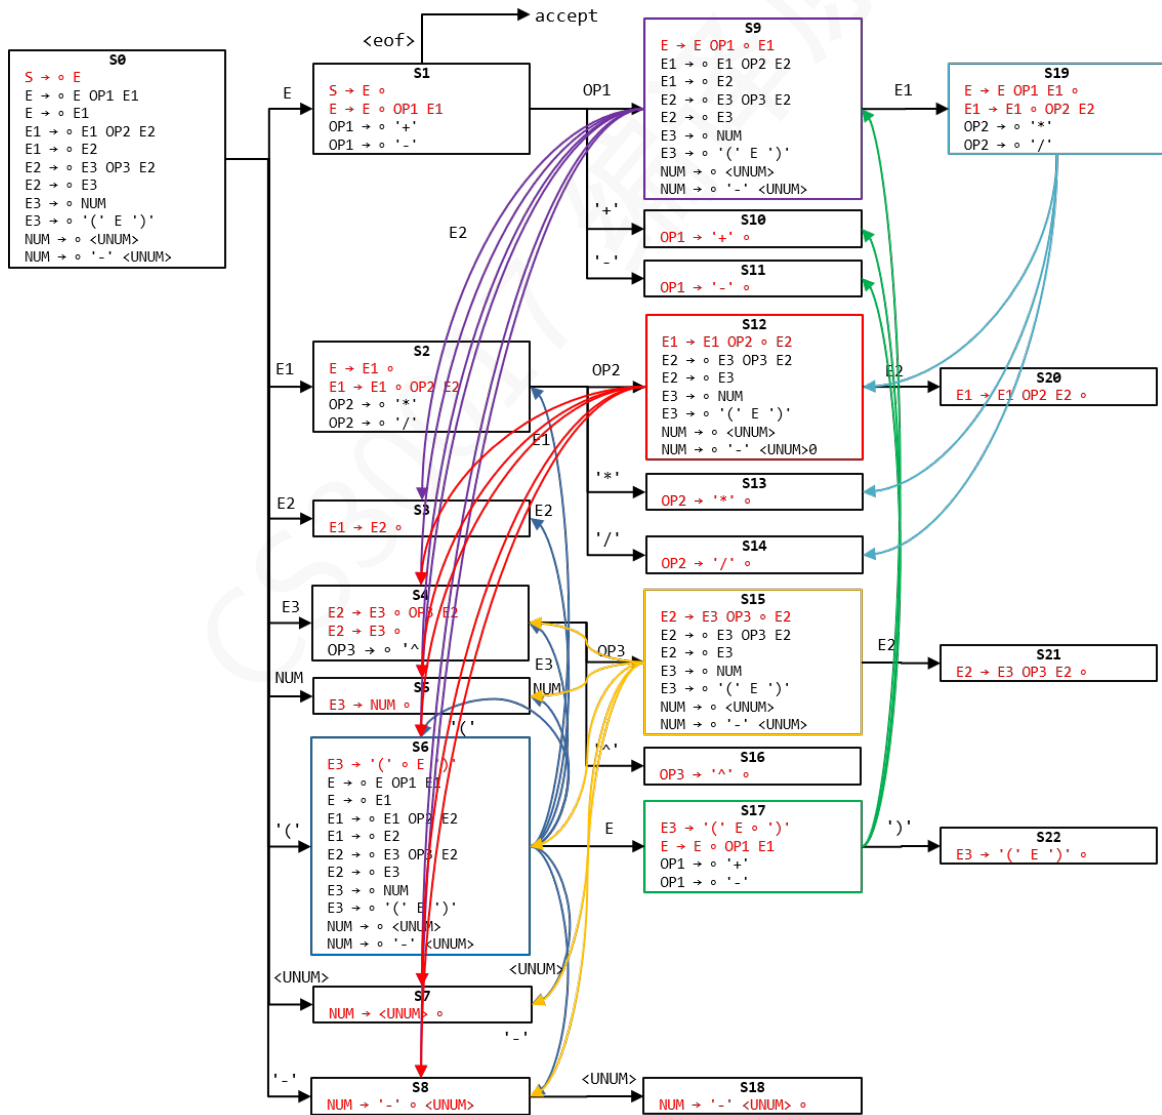 <eof>
accept
S0
S → ∘ E
E → ∘ E OP1 E1
E → ∘ E1
E1 → ∘ E1 OP2 E2
E1 → ∘ E2
E2 → ∘ E3 OP3 E2
E2 → ∘ E3
E3 → ∘ NUM
E3 → ∘ '(' E ')'
NUM → ∘ <UNUM>
NUM → ∘ '-' <UNUM>
E
S1
S → E ∘
E → E ∘ OP1 E1
OP1 → ∘ '+'
OP1 → ∘ '-'
OP1
S9
E → E OP1 ∘ E1
E1 → ∘ E1 OP2 E2
E1 → ∘ E2
E2 → ∘ E3 OP3 E2
E2 → ∘ E3
E3 → ∘ NUM
E3 → ∘ '(' E ')'
NUM → ∘ <UNUM>
NUM → ∘ '-' <UNUM>
E1
S19
E → E OP1 E1 ∘
E1 → E1 ∘ OP2 E2
OP2 → ∘ '*'
OP2 → ∘ '/'
E2
'+'
S10
OP1 → '+' ∘
'-'
S11
OP1 → '-' ∘
E1
S2
E → E1 ∘
E1 → E1 ∘ OP2 E2
OP2 → ∘ '*'
OP2 → ∘ '/'
OP2
S12
E1 → E1 OP2 ∘ E2
E2 → ∘ E3 OP3 E2
E2 → ∘ E3
E3 → ∘ NUM
E3 → ∘ '(' E ')'
NUM → ∘ <UNUM>
NUM → ∘ '-' <UNUM>0
E2
S20
E1 → E1 OP2 E2 ∘
E1
'*'
S13
OP2 → '*' ∘
E2
S3
E1 → E2 ∘
E2
'/'
S14
OP2 → '/' ∘
E3
S4
E2 → E3 ∘ OP3 E2
E2 → E3 ∘
OP3 → ∘ '^
OP3
S15
E2 → E3 OP3 ∘ E2
E2 → ∘ E3 OP3 E2
E2 → ∘ E3
E3 → ∘ NUM
E3 → ∘ '(' E ')'
NUM → ∘ <UNUM>
NUM → ∘ '-' <UNUM>
E2
S21
E2 → E3 OP3 E2 ∘
E3
NUM
S5
E3 → NUM ∘
NUM
'('
'^'
S16
OP3 → '^' ∘
'('
S6
E3 → '(' ∘ E ')'
E → ∘ E OP1 E1
E → ∘ E1
E1 → ∘ E1 OP2 E2
E1 → ∘ E2
E2 → ∘ E3 OP3 E2
E2 → ∘ E3
E3 → ∘ NUM
E3 → ∘ '(' E ')'
NUM → ∘ <UNUM>
NUM → ∘ '-' <UNUM>
E
S17
E3 → '(' E ∘ ')'
E → E ∘ OP1 E1
OP1 → ∘ '+'
OP1 → ∘ '-'
')'
S22
E3 → '(' E ')' ∘
<UNUM>
S7
NUM → <UNUM> ∘
<UNUM>
'-'
'-'
S8
NUM → '-' ∘ <UNUM>
<UNUM>
S18
NUM → '-' <UNUM> ∘